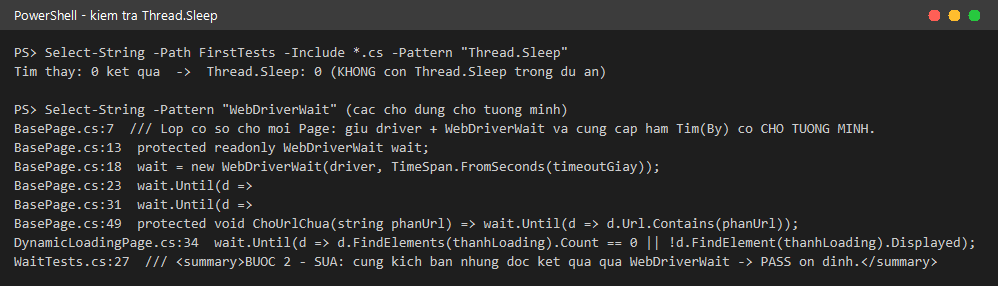 PowerShell - kiem tra Thread.Sleep
PS> Select-String -Path FirstTests -Include *.cs -Pattern "Thread.Sleep"
Tim thay: 0 ket qua  ->  Thread.Sleep: 0 (KHONG con Thread.Sleep trong du an)
PS> Select-String -Pattern "WebDriverWait" (cac cho dung cho tuong minh)
BasePage.cs:7  /// Lop co so cho moi Page: giu driver + WebDriverWait va cung cap ham Tim(By) co CHO TUONG MINH.
BasePage.cs:13  protected readonly WebDriverWait wait;
BasePage.cs:18  wait = new WebDriverWait(driver, TimeSpan.FromSeconds(timeoutGiay));
BasePage.cs:23  wait.Until(d =>
BasePage.cs:31  wait.Until(d =>
BasePage.cs:49  protected void ChoUrlChua(string phanUrl) => wait.Until(d => d.Url.Contains(phanUrl));
DynamicLoadingPage.cs:34  wait.Until(d => d.FindElements(thanhLoading).Count == 0 || !d.FindElement(thanhLoading).Displayed);
WaitTests.cs:27  /// <summary>BUOC 2 - SUA: cung kich ban nhung doc ket qua qua WebDriverWait -> PASS on dinh.</summary>